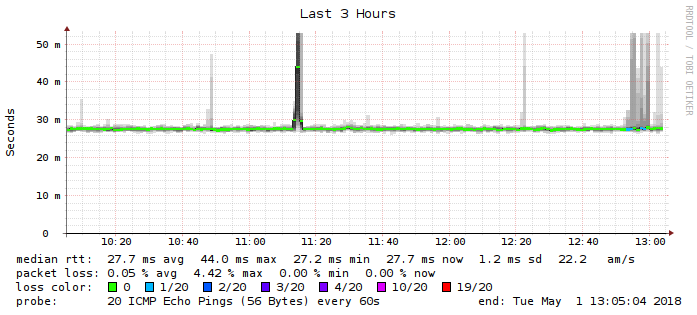 Last 3 Hours
RRDTOOL / TOBI OETIKER
Seconds
50 m
40 m
30 m
20 m
10 m
0
10:20 10:40 11:00 11:20 11:40 12:00 12:20 12:40 13:00
median rtt: 27.7 ms avg 44.0 ms max 27.2 ms min 27.7 ms now 1.2 ms sd 22.2 am/s
packet loss: 0.05 % avg 4.42 % max 0.00 % min 0.00 % now
loss color: 0 1/20 2/20 3/20 4/20 10/20 19/20
probe: 20 ICMP Echo Pings (56 Bytes) every 60s end: Tue May 1 13:05:04 2018